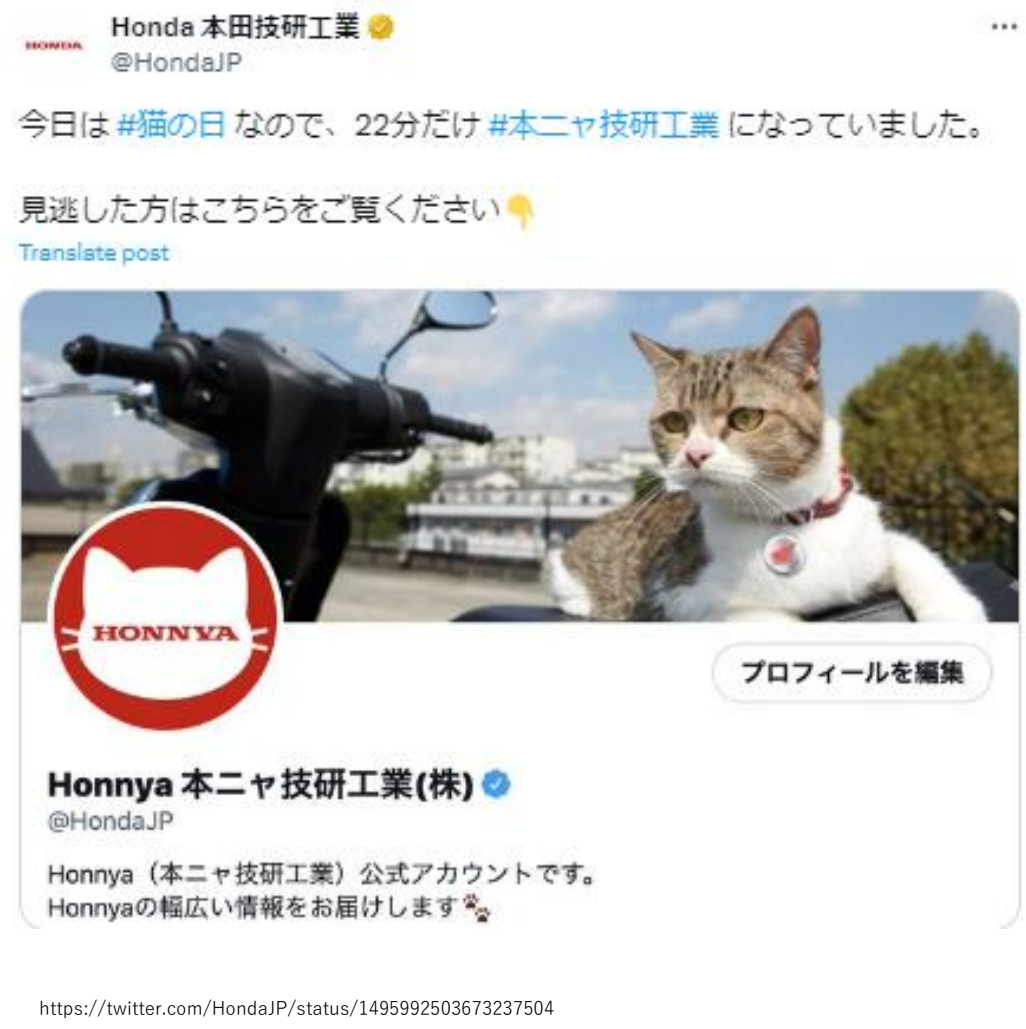 Honda 本田技研工業
HONDA
@HondaJP
今日は #猫の日 なので、22分だけ #本ニャ技研工業 になっていました。
見逃した方はこちらをご覧ください👇
Translate post
HONNYA
プロフィールを編集
Honnya 本ニャ技研工業(株)
@HondaJP
Honnya（本ニャ技研工業）公式アカウントです。
Honnyaの幅広い情報をお届けします🐾
https://twitter.com/HondaJP/status/1495992503673237504